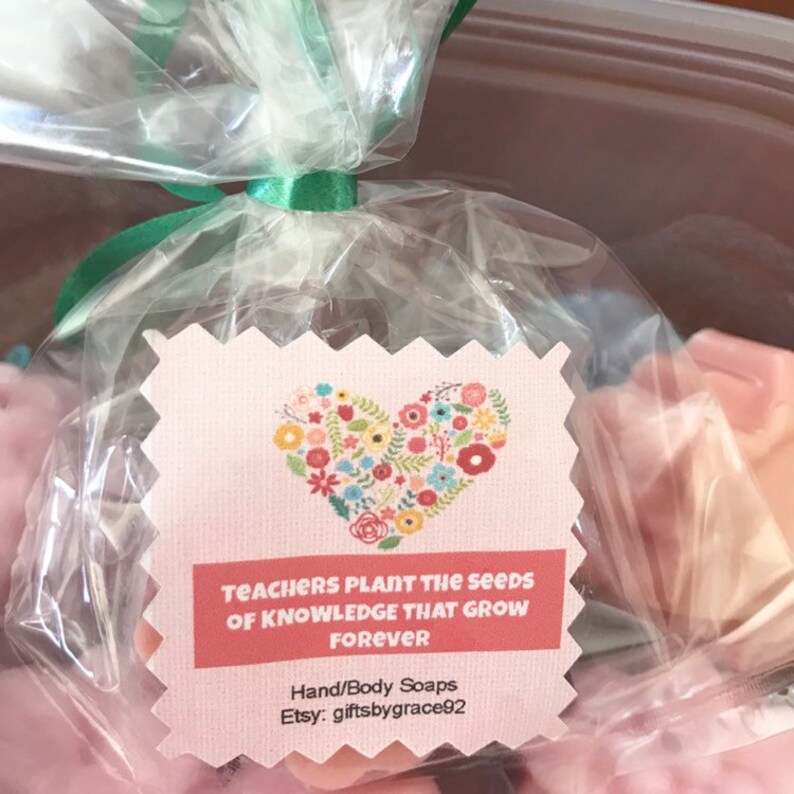 Teachers plant the seeds
of knowledge that grow
forever
Hand/Body Soaps
Etsy: giftsbygrace92